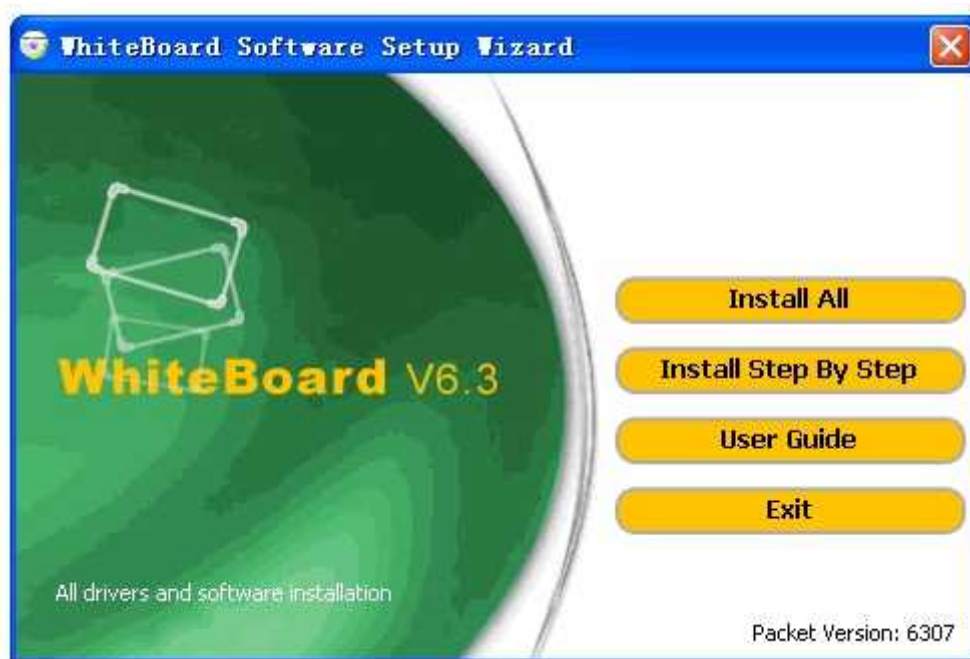 WhiteBoard Software Setup Wizard
Install All
Install Step By Step
WhiteBoard V6.3
User Guide
Exit
All drivers and software installation
Packet Version: 6307